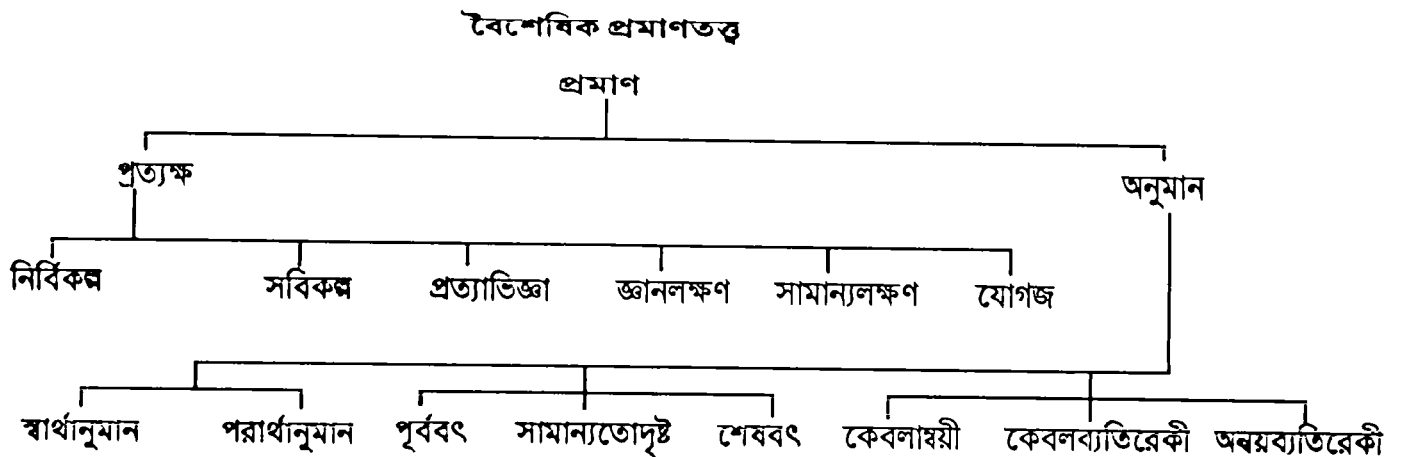 বৈশেষিক প্রমাণতত্ত্ব
প্রমাণ
প্রত্যক্ষ অনুমান
নির্বিকল্প সবিকল্প প্রত্যাভিজ্ঞা জ্ঞানলক্ষণ সামান্যলক্ষণ যোগজ
স্বার্থানুমান পরার্থানুমান পূর্ববৎ সামান্যতোদৃষ্ট শেষবৎ কেবলান্বয়ী কেবলব্যতিরেকী অন্বয়ব্যতিরেকী